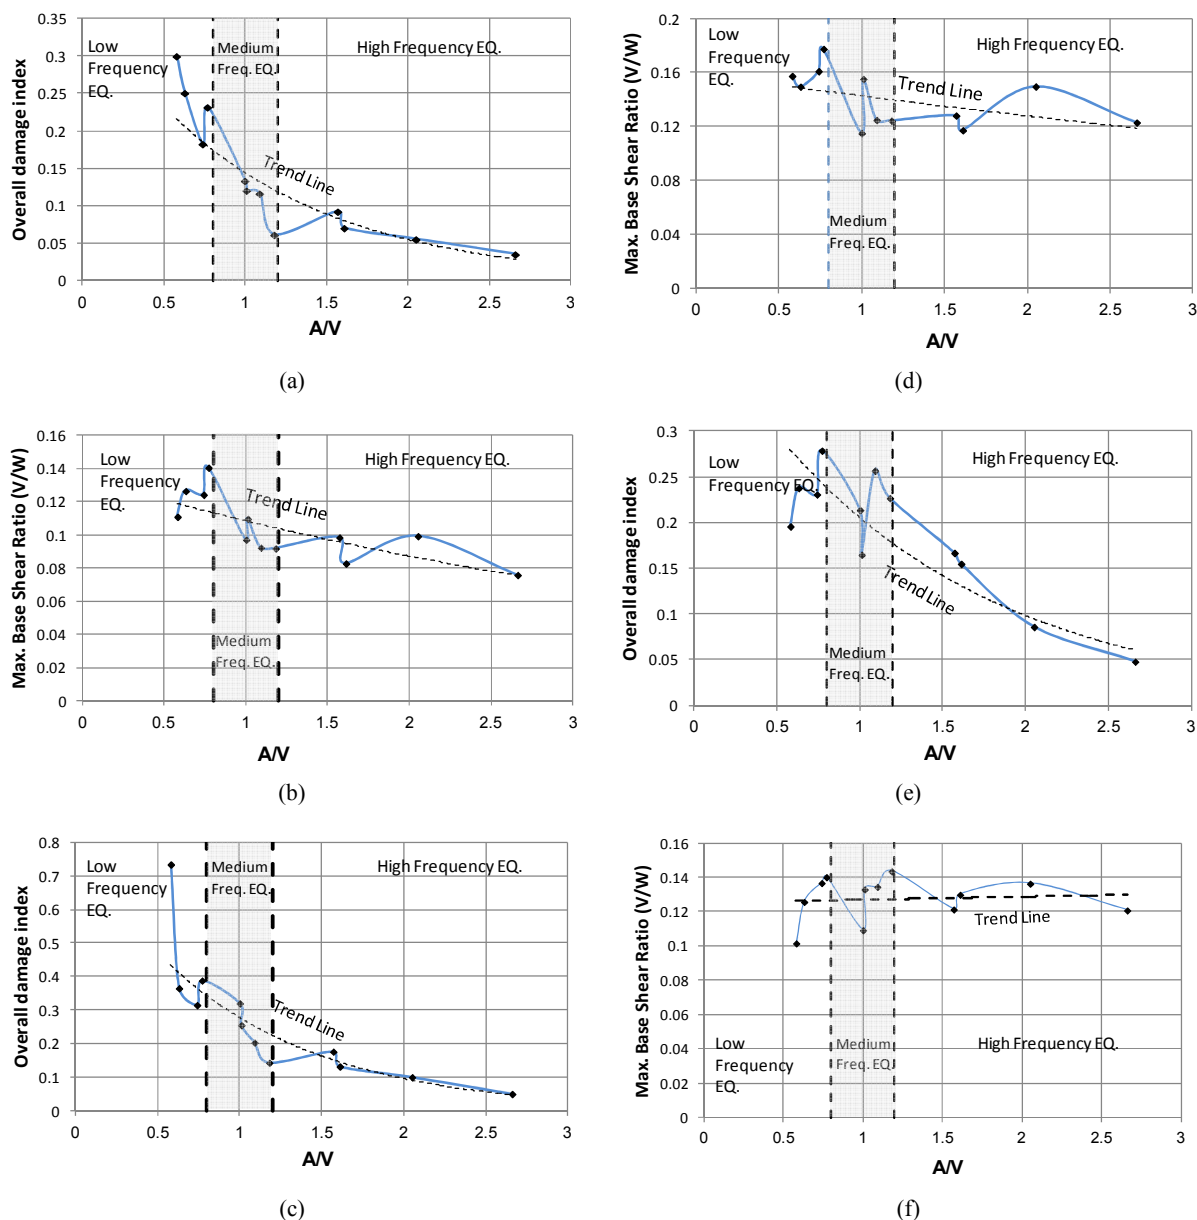 0.35
0.3
0.25
0.2
0.15
0.1
0.05
0
Overall damage index
Low
Frequency
EQ.
Medium
Freq. EQ.
High Frequency EQ.
Trend Line
0 0.5 1 1.5 2 2.5 3
A/V
(a)
0.2
0.16
0.12
0.08
0.04
0
Max. Base Shear Ratio (V/W)
Low
Frequency
EQ.
High Frequency EQ.
Trend Line
Medium
Freq. EQ.
0 0.5 1 1.5 2 2.5 3
A/V
(d)
0.16
0.14
0.12
0.1
0.08
0.06
0.04
0.02
0
Max. Base Shear Ratio (V/W)
Low
Frequency
EQ.
High Frequency EQ.
Trend Line
Medium
Freq. EQ.
0 0.5 1 1.5 2 2.5 3
A/V
(b)
0.3
0.25
0.2
0.15
0.1
0.05
0
Overall damage index
Low
Frequency EQ.
High Frequency EQ.
Trend Line
Medium
Freq. EQ.
0 0.5 1 1.5 2 2.5 3
A/V
(e)
0.8
0.7
0.6
0.5
0.4
0.3
0.2
0.1
0
Overall damage index
Low
Frequency
EQ.
Medium
Freq. EQ.
High Frequency EQ.
Trend Line
0 0.5 1 1.5 2 2.5 3
A/V
(c)
0.16
0.14
0.12
0.1
0.08
0.06
0.04
0.02
0
Max. Base Shear Ratio (V/W)
Trend Line
Low
Frequency
EQ.
Medium
Freq. EQ.
High Frequency EQ.
0 0.5 1 1.5 2 2.5 3
A/V
(f)